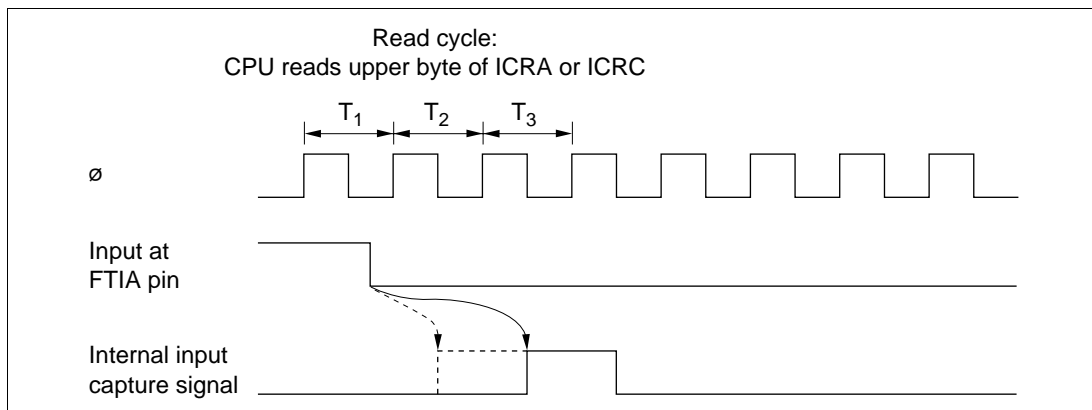 Read cycle:
CPU reads upper byte of ICRA or ICRC
T1 T2 T3
ø
Input at
FTIA pin
Internal input
capture signal